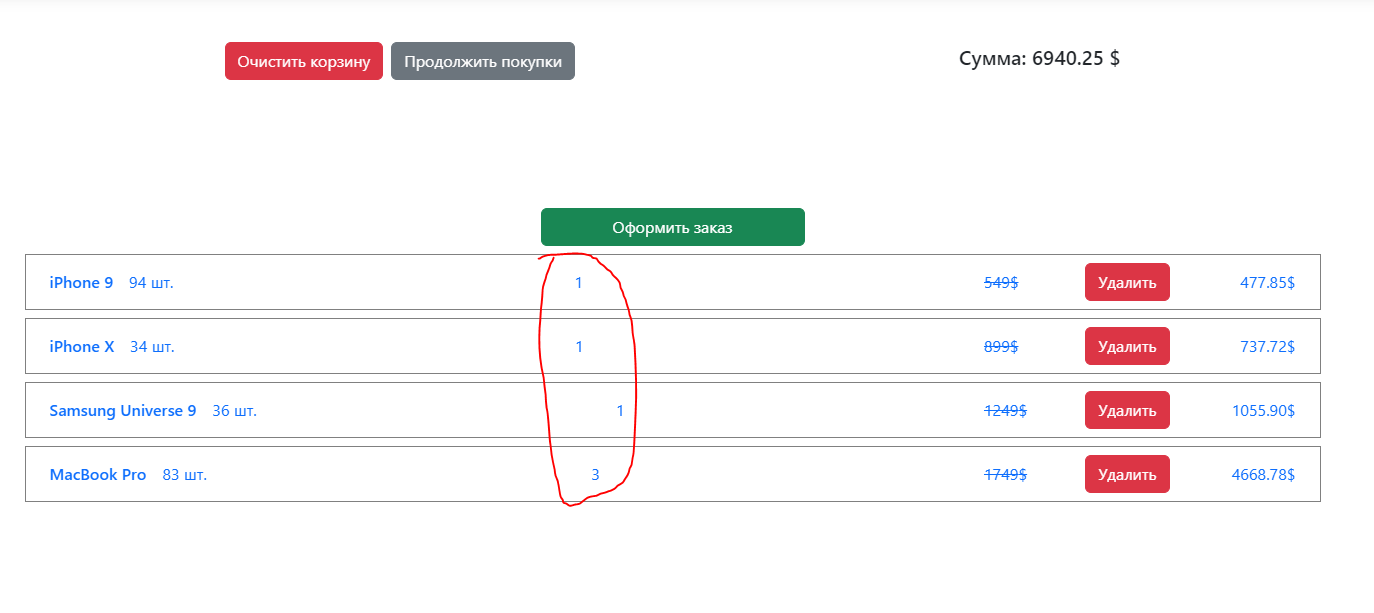 Очистить корзину Продолжить покупки Сумма: 6940.25 $
Оформить заказ
iPhone 9 94 шт. 1 549$ Удалить 477.85$
iPhone X 34 шт. 1 899$ Удалить 737.72$
Samsung Universe 9 36 шт. 1 1249$ Удалить 1055.90$
MacBook Pro 83 шт. 3 1749$ Удалить 4668.78$